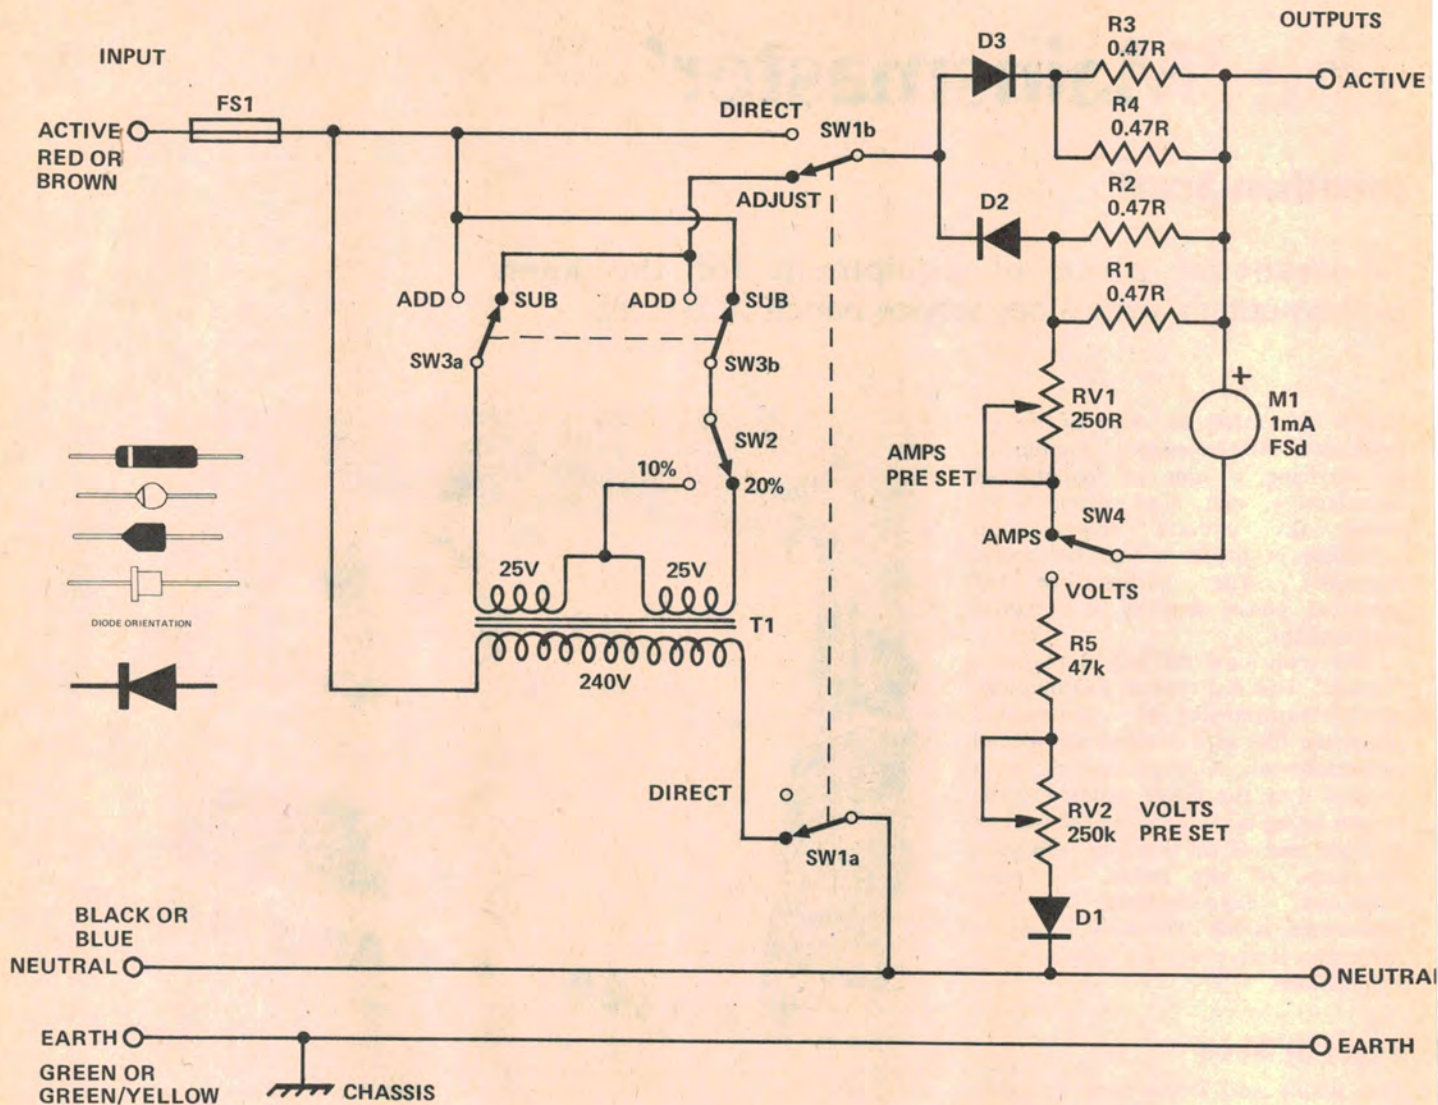 OUTPUTS
INPUT
R3
0.47R
D3
ACTIVE
FS1
DIRECT
SW1b
R4
0.47R
ACTIVE
RED OR
BROWN
ADJUST
D2
R2
0.47R
R1
0.47R
ADD
SUB
ADD
SUB
SW3a
SW3b
RV1
250R
+
M1
1mA
FSd
SW2
AMPS
PRE SET
10%
20%
SW4
AMPS
25V
25V
VOLTS
DIODE ORIENTATION
T1
R5
47k
240V
DIRECT
RV2
250k
VOLTS
PRE SET
SW1a
BLACK OR
BLUE
D1
NEUTRAL
NEUTRA
EARTH
EARTH
GREEN OR
GREEN/YELLOW
CHASSIS